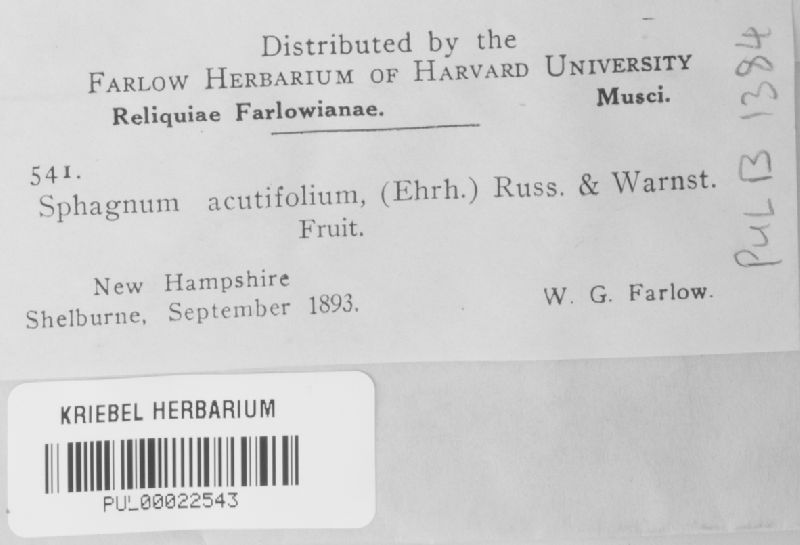 Distributed by the
FARLOW HERBARIUM OF HARVARD UNIVERSITY
Reliquiae Farlowianae. Musci.
541.
Sphagnum acutifolium, (Ehrh.) Russ. & Warnst.
Fruit.
New Hampshire
Shelburne, September 1893. W. G. Farlow.
PUL B 1384
KRIEBEL HERBARIUM
PUL00022543